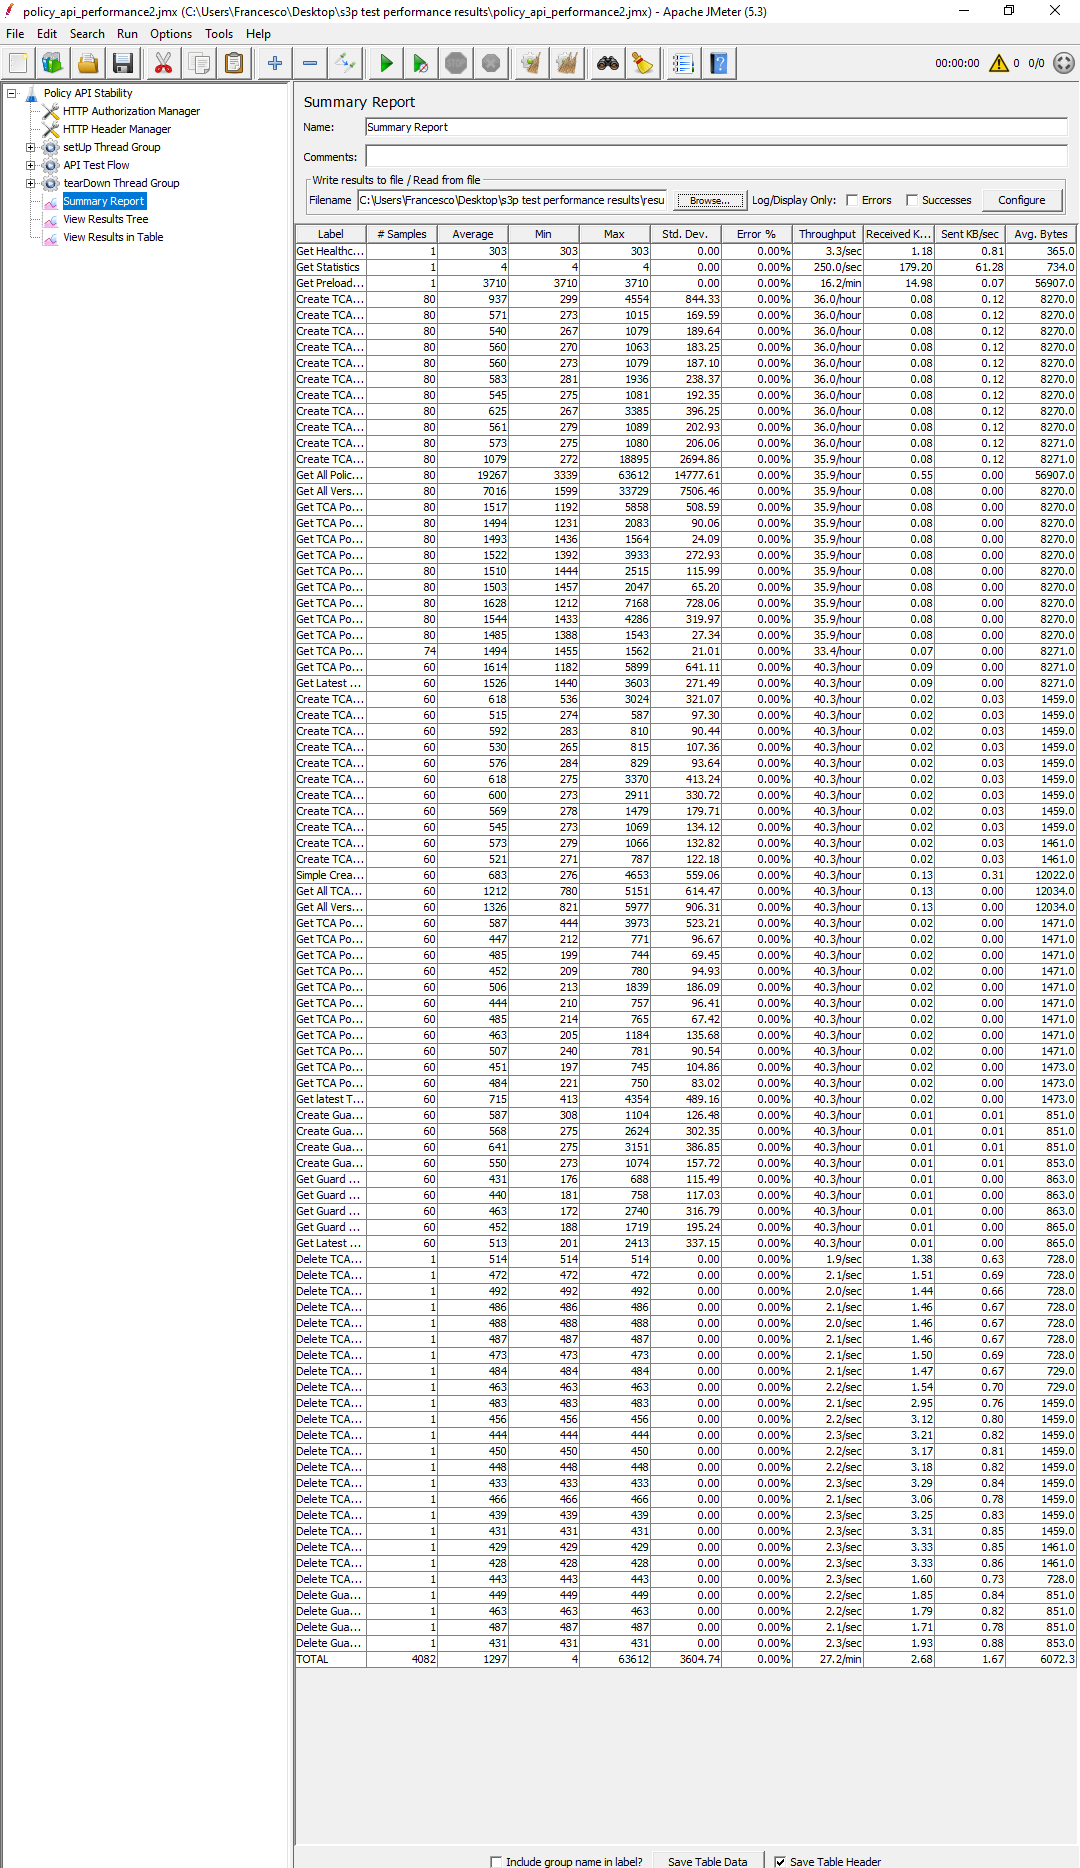 policy_api_performance2.jmx (C:\Users\Francesco\Desktop\s3p test performance results\policy_api_performance2.jmx) - Apache JMeter (5.3)
File Edit Search Run Options Tools Help
00:00:00 0 0/0
Policy API Stability
HTTP Authorization Manager
HTTP Header Manager
setUp Thread Group
API Test Flow
tearDown Thread Group
Summary Report
View Results Tree
View Results in Table
Summary Report
Name: Summary Report
Comments:
Write results to file / Read from file
Filename C:\Users\Francesco\Desktop\s3p test performance results\resu Browse... Log/Display Only: Errors Successes Configure
Label # Samples Average Min Max Std. Dev. Error % Throughput Received K... Sent KB/sec Avg. Bytes
Get Healthc... 1 303 303 303 0.00 0.00% 3.3/sec 1.18 0.81 365.0
Get Statistics 1 4 4 4 0.00 0.00% 250.0/sec 179.20 61.28 734.0
Get Preload... 1 3710 3710 3710 0.00 0.00% 16.2/min 14.98 0.07 56907.0
Create TCA... 80 937 299 4554 844.33 0.00% 36.0/hour 0.08 0.12 8270.0
Create TCA... 80 571 273 1015 169.59 0.00% 36.0/hour 0.08 0.12 8270.0
Create TCA... 80 540 267 1079 189.64 0.00% 36.0/hour 0.08 0.12 8270.0
Create TCA... 80 560 270 1063 183.25 0.00% 36.0/hour 0.08 0.12 8270.0
Create TCA... 80 560 273 1079 187.10 0.00% 36.0/hour 0.08 0.12 8270.0
Create TCA... 80 583 281 1936 238.37 0.00% 36.0/hour 0.08 0.12 8270.0
Create TCA... 80 545 275 1081 192.35 0.00% 36.0/hour 0.08 0.12 8270.0
Create TCA... 80 625 267 3385 396.25 0.00% 36.0/hour 0.08 0.12 8270.0
Create TCA... 80 561 279 1089 202.93 0.00% 36.0/hour 0.08 0.12 8270.0
Create TCA... 80 573 275 1080 206.06 0.00% 36.0/hour 0.08 0.12 8271.0
Create TCA... 80 1079 272 18895 2694.86 0.00% 35.9/hour 0.08 0.12 8271.0
Get All Polic... 80 19267 3339 63612 14777.61 0.00% 35.9/hour 0.55 0.00 56907.0
Get All Vers... 80 7016 1599 33729 7506.46 0.00% 35.9/hour 0.08 0.00 8270.0
Get TCA Po... 80 1517 1192 5858 508.59 0.00% 35.9/hour 0.08 0.00 8270.0
Get TCA Po... 80 1494 1231 2083 90.06 0.00% 35.9/hour 0.08 0.00 8270.0
Get TCA Po... 80 1493 1436 1564 24.09 0.00% 35.9/hour 0.08 0.00 8270.0
Get TCA Po... 80 1522 1392 3933 272.93 0.00% 35.9/hour 0.08 0.00 8270.0
Get TCA Po... 80 1510 1444 2515 115.99 0.00% 35.9/hour 0.08 0.00 8270.0
Get TCA Po... 80 1503 1457 2047 65.20 0.00% 35.9/hour 0.08 0.00 8270.0
Get TCA Po... 80 1628 1212 7168 728.06 0.00% 35.9/hour 0.08 0.00 8270.0
Get TCA Po... 80 1544 1433 4286 319.97 0.00% 35.9/hour 0.08 0.00 8270.0
Get TCA Po... 80 1485 1388 1543 27.34 0.00% 35.9/hour 0.08 0.00 8270.0
Get TCA Po... 74 1494 1455 1562 21.01 0.00% 33.4/hour 0.07 0.00 8271.0
Get TCA Po... 60 1614 1182 5899 641.11 0.00% 40.3/hour 0.09 0.00 8271.0
Get Latest ... 60 1526 1440 3603 271.49 0.00% 40.3/hour 0.09 0.00 8271.0
Create TCA... 60 618 536 3024 321.07 0.00% 40.3/hour 0.02 0.03 1459.0
Create TCA... 60 515 274 587 97.30 0.00% 40.3/hour 0.02 0.03 1459.0
Create TCA... 60 592 283 810 90.44 0.00% 40.3/hour 0.02 0.03 1459.0
Create TCA... 60 530 265 815 107.36 0.00% 40.3/hour 0.02 0.03 1459.0
Create TCA... 60 576 284 829 93.64 0.00% 40.3/hour 0.02 0.03 1459.0
Create TCA... 60 618 275 3370 413.24 0.00% 40.3/hour 0.02 0.03 1459.0
Create TCA... 60 600 273 2911 330.72 0.00% 40.3/hour 0.02 0.03 1459.0
Create TCA... 60 569 278 1479 179.71 0.00% 40.3/hour 0.02 0.03 1459.0
Create TCA... 60 545 273 1069 134.12 0.00% 40.3/hour 0.02 0.03 1459.0
Create TCA... 60 573 279 1066 132.82 0.00% 40.3/hour 0.02 0.03 1461.0
Create TCA... 60 521 271 787 122.18 0.00% 40.3/hour 0.02 0.03 1461.0
Simple Crea... 60 683 276 4653 559.06 0.00% 40.3/hour 0.13 0.31 12022.0
Get All TCA... 60 1212 780 5151 614.47 0.00% 40.3/hour 0.13 0.00 12034.0
Get All Vers... 60 1326 821 5977 906.31 0.00% 40.3/hour 0.13 0.00 12034.0
Get TCA Po... 60 587 444 3973 523.21 0.00% 40.3/hour 0.02 0.00 1471.0
Get TCA Po... 60 447 212 771 96.67 0.00% 40.3/hour 0.02 0.00 1471.0
Get TCA Po... 60 485 199 744 69.45 0.00% 40.3/hour 0.02 0.00 1471.0
Get TCA Po... 60 452 209 780 94.93 0.00% 40.3/hour 0.02 0.00 1471.0
Get TCA Po... 60 506 213 1839 186.09 0.00% 40.3/hour 0.02 0.00 1471.0
Get TCA Po... 60 444 210 757 96.41 0.00% 40.3/hour 0.02 0.00 1471.0
Get TCA Po... 60 485 214 765 67.42 0.00% 40.3/hour 0.02 0.00 1471.0
Get TCA Po... 60 463 205 1184 135.68 0.00% 40.3/hour 0.02 0.00 1471.0
Get TCA Po... 60 507 240 781 90.54 0.00% 40.3/hour 0.02 0.00 1471.0
Get TCA Po... 60 451 197 745 104.86 0.00% 40.3/hour 0.02 0.00 1473.0
Get TCA Po... 60 484 221 750 83.02 0.00% 40.3/hour 0.02 0.00 1473.0
Get latest T... 60 715 413 4354 489.16 0.00% 40.3/hour 0.02 0.00 1473.0
Create Gua... 60 587 308 1104 126.48 0.00% 40.3/hour 0.01 0.01 851.0
Create Gua... 60 568 275 2624 302.35 0.00% 40.3/hour 0.01 0.01 851.0
Create Gua... 60 641 275 3151 386.85 0.00% 40.3/hour 0.01 0.01 851.0
Create Gua... 60 550 273 1074 157.72 0.00% 40.3/hour 0.01 0.01 853.0
Get Guard ... 60 431 176 688 115.49 0.00% 40.3/hour 0.01 0.00 863.0
Get Guard ... 60 440 181 758 117.03 0.00% 40.3/hour 0.01 0.00 863.0
Get Guard ... 60 463 172 2740 316.79 0.00% 40.3/hour 0.01 0.00 863.0
Get Guard ... 60 452 188 1719 195.24 0.00% 40.3/hour 0.01 0.00 865.0
Get Latest ... 60 513 201 2413 337.15 0.00% 40.3/hour 0.01 0.00 865.0
Delete TCA... 1 514 514 514 0.00 0.00% 1.9/sec 1.38 0.63 728.0
Delete TCA... 1 472 472 472 0.00 0.00% 2.1/sec 1.51 0.69 728.0
Delete TCA... 1 492 492 492 0.00 0.00% 2.0/sec 1.44 0.66 728.0
Delete TCA... 1 486 486 486 0.00 0.00% 2.1/sec 1.46 0.67 728.0
Delete TCA... 1 488 488 488 0.00 0.00% 2.0/sec 1.46 0.67 728.0
Delete TCA... 1 487 487 487 0.00 0.00% 2.1/sec 1.46 0.67 728.0
Delete TCA... 1 473 473 473 0.00 0.00% 2.1/sec 1.50 0.69 728.0
Delete TCA... 1 484 484 484 0.00 0.00% 2.1/sec 1.47 0.67 729.0
Delete TCA... 1 463 463 463 0.00 0.00% 2.2/sec 1.54 0.70 729.0
Delete TCA... 1 483 483 483 0.00 0.00% 2.1/sec 2.95 0.76 1459.0
Delete TCA... 1 456 456 456 0.00 0.00% 2.2/sec 3.12 0.80 1459.0
Delete TCA... 1 444 444 444 0.00 0.00% 2.3/sec 3.21 0.82 1459.0
Delete TCA... 1 450 450 450 0.00 0.00% 2.2/sec 3.17 0.81 1459.0
Delete TCA... 1 448 448 448 0.00 0.00% 2.2/sec 3.18 0.82 1459.0
Delete TCA... 1 433 433 433 0.00 0.00% 2.3/sec 3.29 0.84 1459.0
Delete TCA... 1 466 466 466 0.00 0.00% 2.1/sec 3.06 0.78 1459.0
Delete TCA... 1 439 439 439 0.00 0.00% 2.3/sec 3.25 0.83 1459.0
Delete TCA... 1 431 431 431 0.00 0.00% 2.3/sec 3.31 0.85 1459.0
Delete TCA... 1 429 429 429 0.00 0.00% 2.3/sec 3.33 0.85 1461.0
Delete TCA... 1 428 428 428 0.00 0.00% 2.3/sec 3.33 0.86 1461.0
Delete TCA... 1 443 443 443 0.00 0.00% 2.3/sec 1.60 0.73 728.0
Delete Gua... 1 449 449 449 0.00 0.00% 2.2/sec 1.85 0.84 851.0
Delete Gua... 1 463 463 463 0.00 0.00% 2.2/sec 1.79 0.82 851.0
Delete Gua... 1 487 487 487 0.00 0.00% 2.1/sec 1.71 0.78 851.0
Delete Gua... 1 431 431 431 0.00 0.00% 2.3/sec 1.93 0.88 853.0
TOTAL 4082 1297 4 63612 3604.74 0.00% 27.2/min 2.68 1.67 6072.3
Include group name in label? Save Table Data Save Table Header